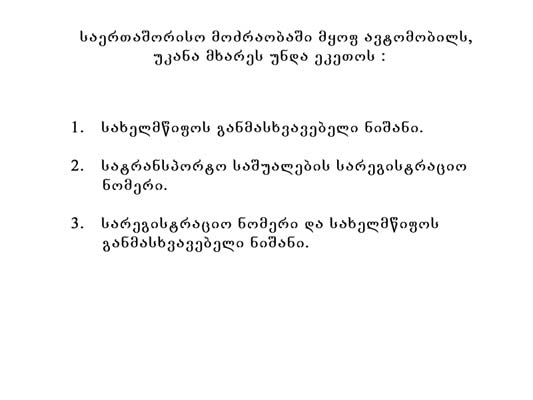 საერთაშორისო მოძრაობაში მყოფ ავტომობილს,
უკანა მხარეს უნდა ეკეთოს :
1. სახელმწიფოს განმასხვავებელი ნიშანი.
2. სატრანსპორტო საშუალების სარეგისტრაციო
ნომერი.
3. სარეგისტრაციო ნომერი და სახელმწიფოს
განმასხვავებელი ნიშანი.